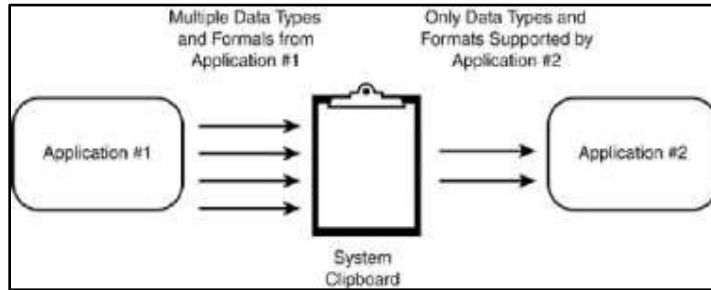 Multiple Data Types
and Formals from
Application #1
Only Data Types and
Formats Supported by
Application #2
Application #1
Application #2
System
Clipboard